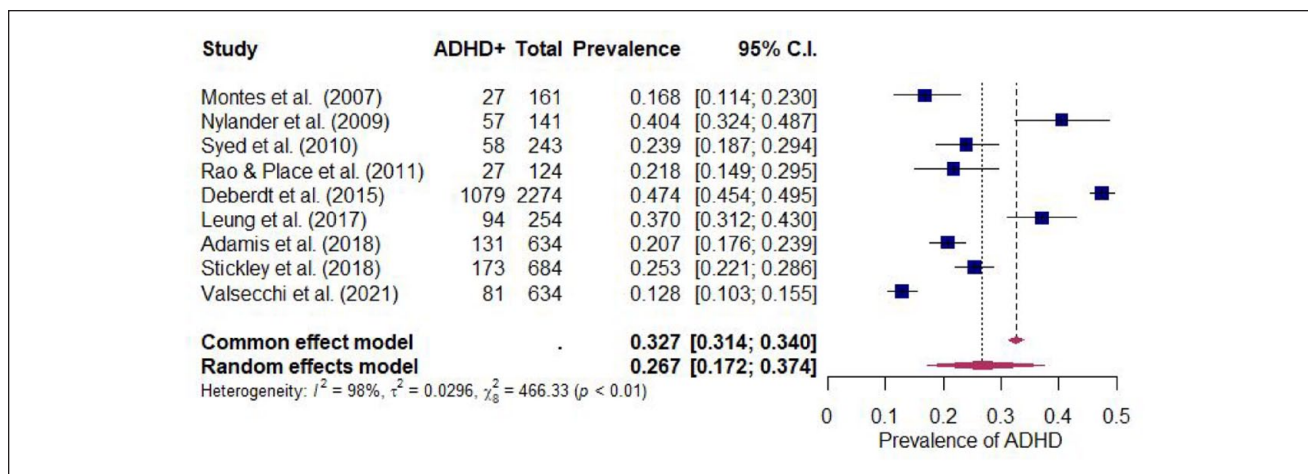 Study ADHD+ Total Prevalence 95% C.I.
Montes et al. (2007) 27 161 0.168 [0.114; 0.230]
Nylander et al. (2009) 57 141 0.404 [0.324; 0.487]
Syed et al. (2010) 58 243 0.239 [0.187; 0.294]
Rao & Place et al. (2011) 27 124 0.218 [0.149; 0.295]
Deberdt et al. (2015) 1079 2274 0.474 [0.454; 0.495]
Leung et al. (2017) 94 254 0.370 [0.312; 0.430]
Adamis et al. (2018) 131 634 0.207 [0.176; 0.239]
Stickley et al. (2018) 173 684 0.253 [0.221; 0.286]
Valsecchi et al. (2021) 81 634 0.128 [0.103; 0.155]
Common effect model . 0.327 [0.314; 0.340]
Random effects model 0.267 [0.172; 0.374]
Heterogeneity: I² = 98%, τ² = 0.0296, χ²₈ = 466.33 (p < 0.01)
0 0.1 0.2 0.3 0.4 0.5
Prevalence of ADHD